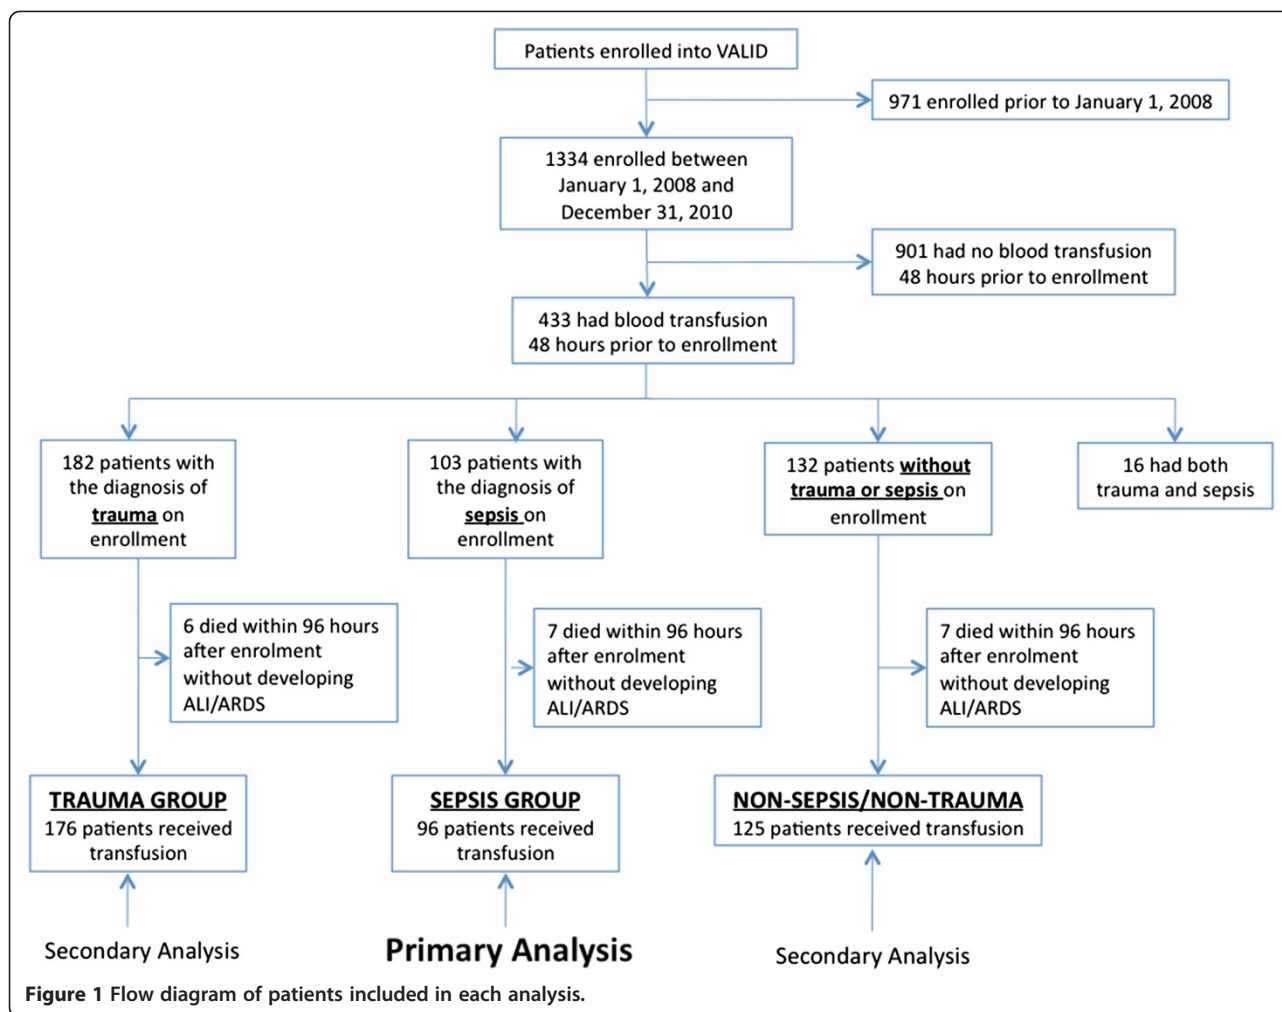 Patients enrolled into VALID
971 enrolled prior to January 1, 2008
1334 enrolled between
January 1, 2008 and
December 31, 2010
901 had no blood transfusion
48 hours prior to enrollment
433 had blood transfusion
48 hours prior to enrollment
182 patients with
the diagnosis of
trauma on
enrollment
103 patients with
the diagnosis of
sepsis on
enrollment
132 patients without
trauma or sepsis on
enrollment
16 had both
trauma and sepsis
6 died within 96 hours
after enrolment
without developing
ALI/ARDS
7 died within 96 hours
after enrolment
without developing
ALI/ARDS
7 died within 96 hours
after enrolment
without developing
ALI/ARDS
TRAUMA GROUP
176 patients received
transfusion
SEPSIS GROUP
96 patients received
transfusion
NON-SEPSIS/NON-TRAUMA
125 patients received transfusion
Secondary Analysis
Primary Analysis
Secondary Analysis
Figure 1 Flow diagram of patients included in each analysis.